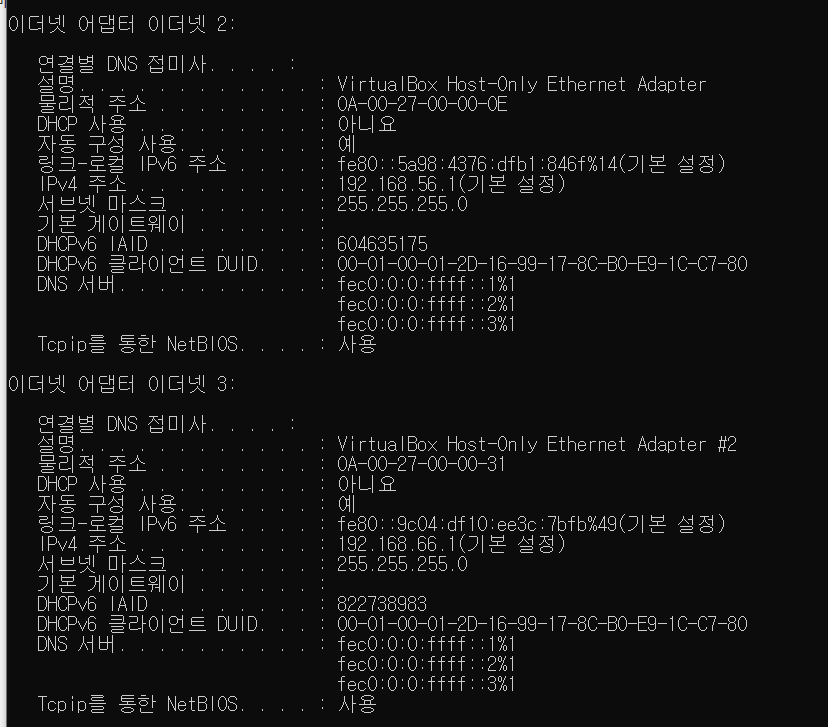 이더넷 어댑터 이더넷 2:
연결별 DNS 접미사. . . . :
설명. . . . . . . . . . . . : VirtualBox Host-Only Ethernet Adapter
물리적 주소 . . . . . . . . : 0A-00-27-00-00-0E
DHCP 사용 . . . . . . . . . : 아니요
자동 구성 사용. . . . . . . : 예
링크-로컬 IPv6 주소 . . . . : fe80::5a98:4376:dfb1:846f%14(기본 설정)
IPv4 주소 . . . . . . . . . : 192.168.56.1(기본 설정)
서브넷 마스크 . . . . . . . : 255.255.255.0
기본 게이트웨이 . . . . . . :
DHCPv6 IAID . . . . . . . . : 604635175
DHCPv6 클라이언트 DUID. . . : 00-01-00-01-2D-16-99-17-8C-B0-E9-1C-C7-80
DNS 서버. . . . . . . . . . : fec0:0:0:ffff::1%1
fec0:0:0:ffff::2%1
fec0:0:0:ffff::3%1
Tcpip를 통한 NetBIOS. . . . : 사용
이더넷 어댑터 이더넷 3:
연결별 DNS 접미사. . . . :
설명. . . . . . . . . . . . : VirtualBox Host-Only Ethernet Adapter #2
물리적 주소 . . . . . . . . : 0A-00-27-00-00-31
DHCP 사용 . . . . . . . . . : 아니요
자동 구성 사용. . . . . . . : 예
링크-로컬 IPv6 주소 . . . . : fe80::9c04:df10:ee3c:7bfb%49(기본 설정)
IPv4 주소 . . . . . . . . . : 192.168.66.1(기본 설정)
서브넷 마스크 . . . . . . . : 255.255.255.0
기본 게이트웨이 . . . . . . :
DHCPv6 IAID . . . . . . . . : 822738983
DHCPv6 클라이언트 DUID. . . : 00-01-00-01-2D-16-99-17-8C-B0-E9-1C-C7-80
DNS 서버. . . . . . . . . . : fec0:0:0:ffff::1%1
fec0:0:0:ffff::2%1
fec0:0:0:ffff::3%1
Tcpip를 통한 NetBIOS. . . . : 사용